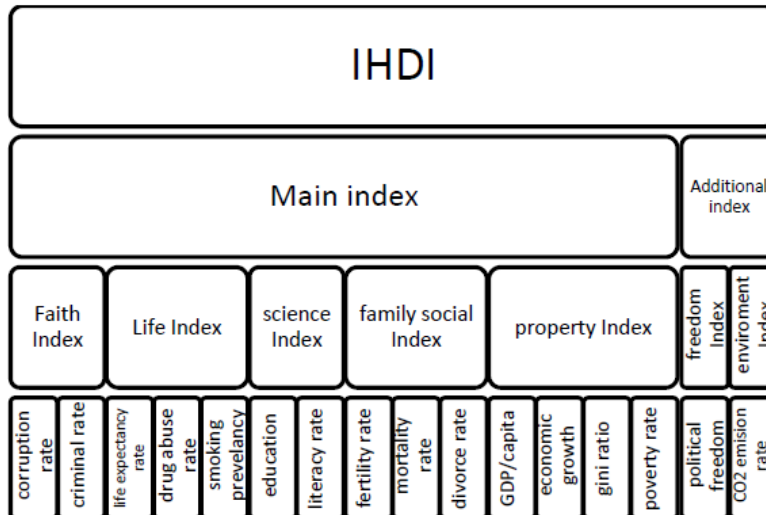 IHDI
Main index
Additional
index
Faith
Index
Life Index
science
Index
family social
Index
property Index
freedom
Index
enviroment
Index
corruption
rate
criminal rate
life expectancy
rate
drug abuse
rate
smoking
prevelancy
education
literacy rate
fertility rate
mortality
rate
divorce rate
GDP/capita
economic
growth
gini ratio
poverty rate
political
freedom
CO2 emision
rate